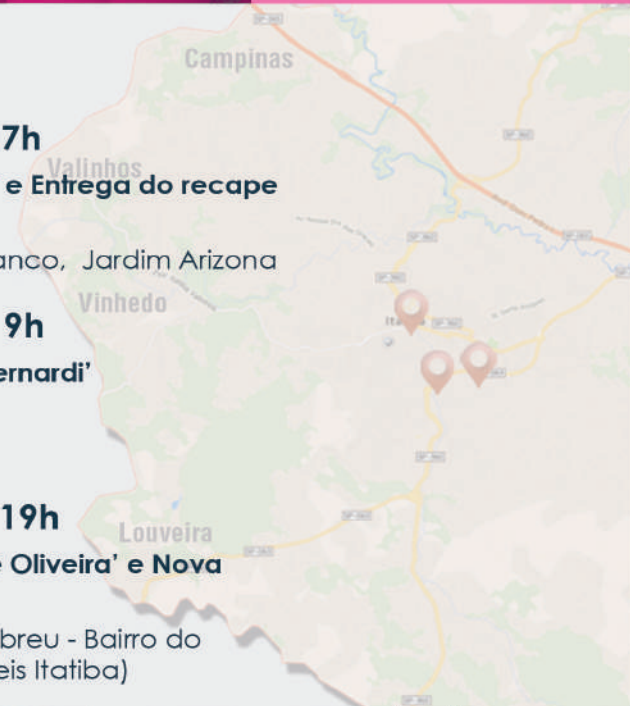 Campinas
7h
Valinhos
e Entrega do recape
anco, Jardim Arizona
Vinhedo
9h
ernardi’
19h
Louveira
e Oliveira’ e Nova
breu - Bairro do
eis Itatiba)